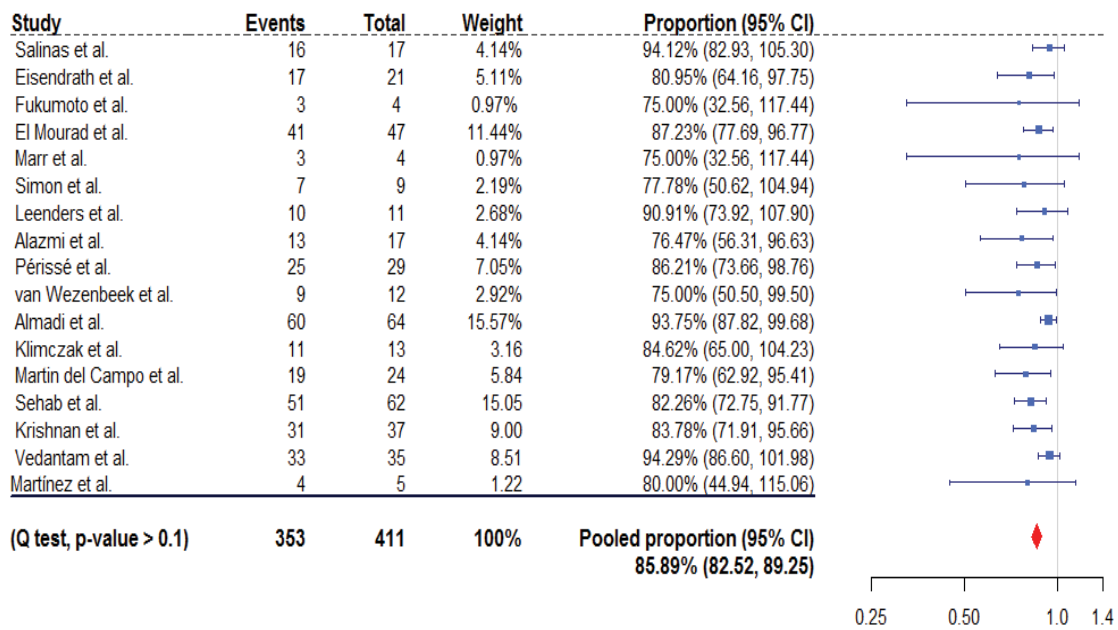 Study Events Total Weight Proportion (95% CI)
Salinas et al. 16 17 4.14% 94.12% (82.93, 105.30)
Eisendrath et al. 17 21 5.11% 80.95% (64.16, 97.75)
Fukumoto et al. 3 4 0.97% 75.00% (32.56, 117.44)
El Mourad et al. 41 47 11.44% 87.23% (77.69, 96.77)
Marr et al. 3 4 0.97% 75.00% (32.56, 117.44)
Simon et al. 7 9 2.19% 77.78% (50.62, 104.94)
Leenders et al. 10 11 2.68% 90.91% (73.92, 107.90)
Alazmi et al. 13 17 4.14% 76.47% (56.31, 96.63)
Périssé et al. 25 29 7.05% 86.21% (73.66, 98.76)
van Wezenbeek et al. 9 12 2.92% 75.00% (50.50, 99.50)
Almadi et al. 60 64 15.57% 93.75% (87.82, 99.68)
Klimczak et al. 11 13 3.16 84.62% (65.00, 104.23)
Martin del Campo et al. 19 24 5.84 79.17% (62.92, 95.41)
Sehab et al. 51 62 15.05 82.26% (72.75, 91.77)
Krishnan et al. 31 37 9.00 83.78% (71.91, 95.66)
Vedantam et al. 33 35 8.51 94.29% (86.60, 101.98)
Martínez et al. 4 5 1.22 80.00% (44.94, 115.06)
(Q test, p-value > 0.1) 353 411 100% Pooled proportion (95% CI)
85.89% (82.52, 89.25)
0.25 0.50 1.0 1.4